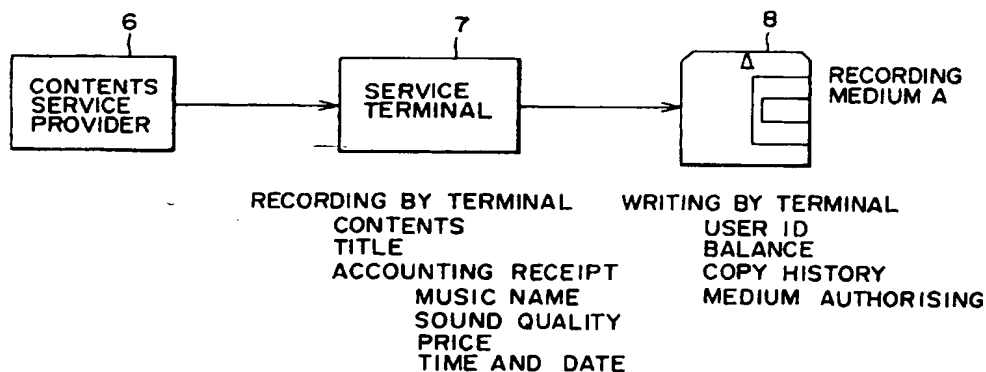 6
7
8
CONTENTS
SERVICE
PROVIDER
SERVICE
TERMINAL
RECORDING
MEDIUM A
RECORDING BY TERMINAL
CONTENTS
TITLE
ACCOUNTING RECEIPT
MUSIC NAME
SOUND QUALITY
PRICE
TIME AND DATE
WRITING BY TERMINAL
USER ID
BALANCE
COPY HISTORY
MEDIUM AUTHORISING